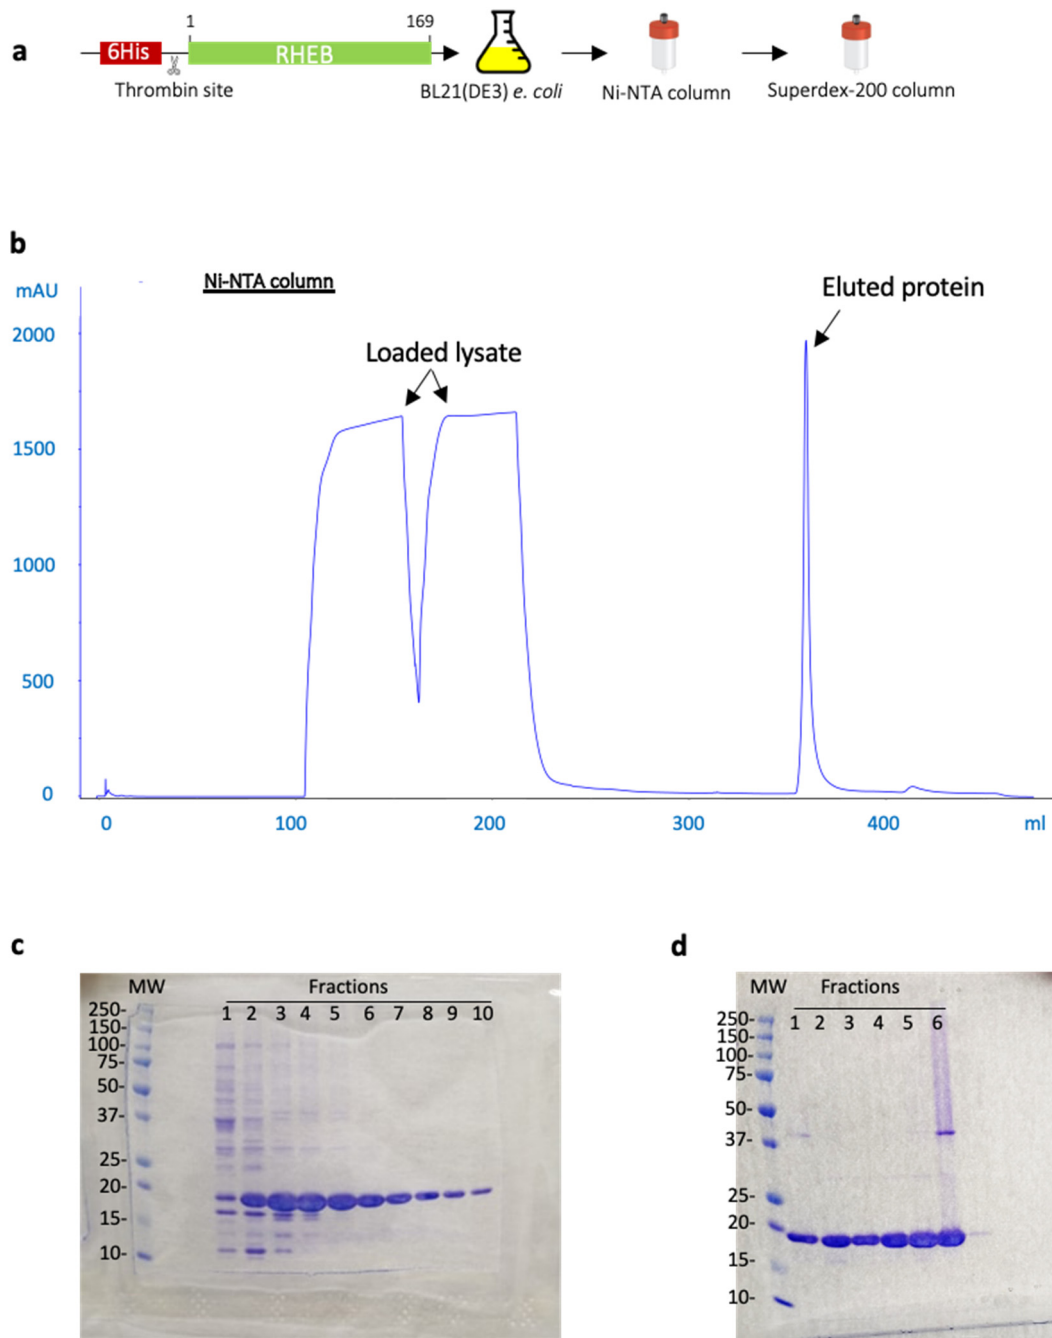 a
1 169
6His RHEB
Thrombin site
BL21(DE3) e. coli
Ni-NTA column
Superdex-200 column
b
Ni-NTA column
mAU
Eluted protein
2000
Loaded lysate
1500
1000
500
0
0 100 200 300 400 ml
c
MW Fractions
1 2 3 4 5 6 7 8 9 10
250-
150-
100-
75-
50-
37-
25-
20-
15-
10-
d
MW Fractions
1 2 3 4 5 6
250-
150-
100-
75-
50-
37-
25-
20-
15-
10-